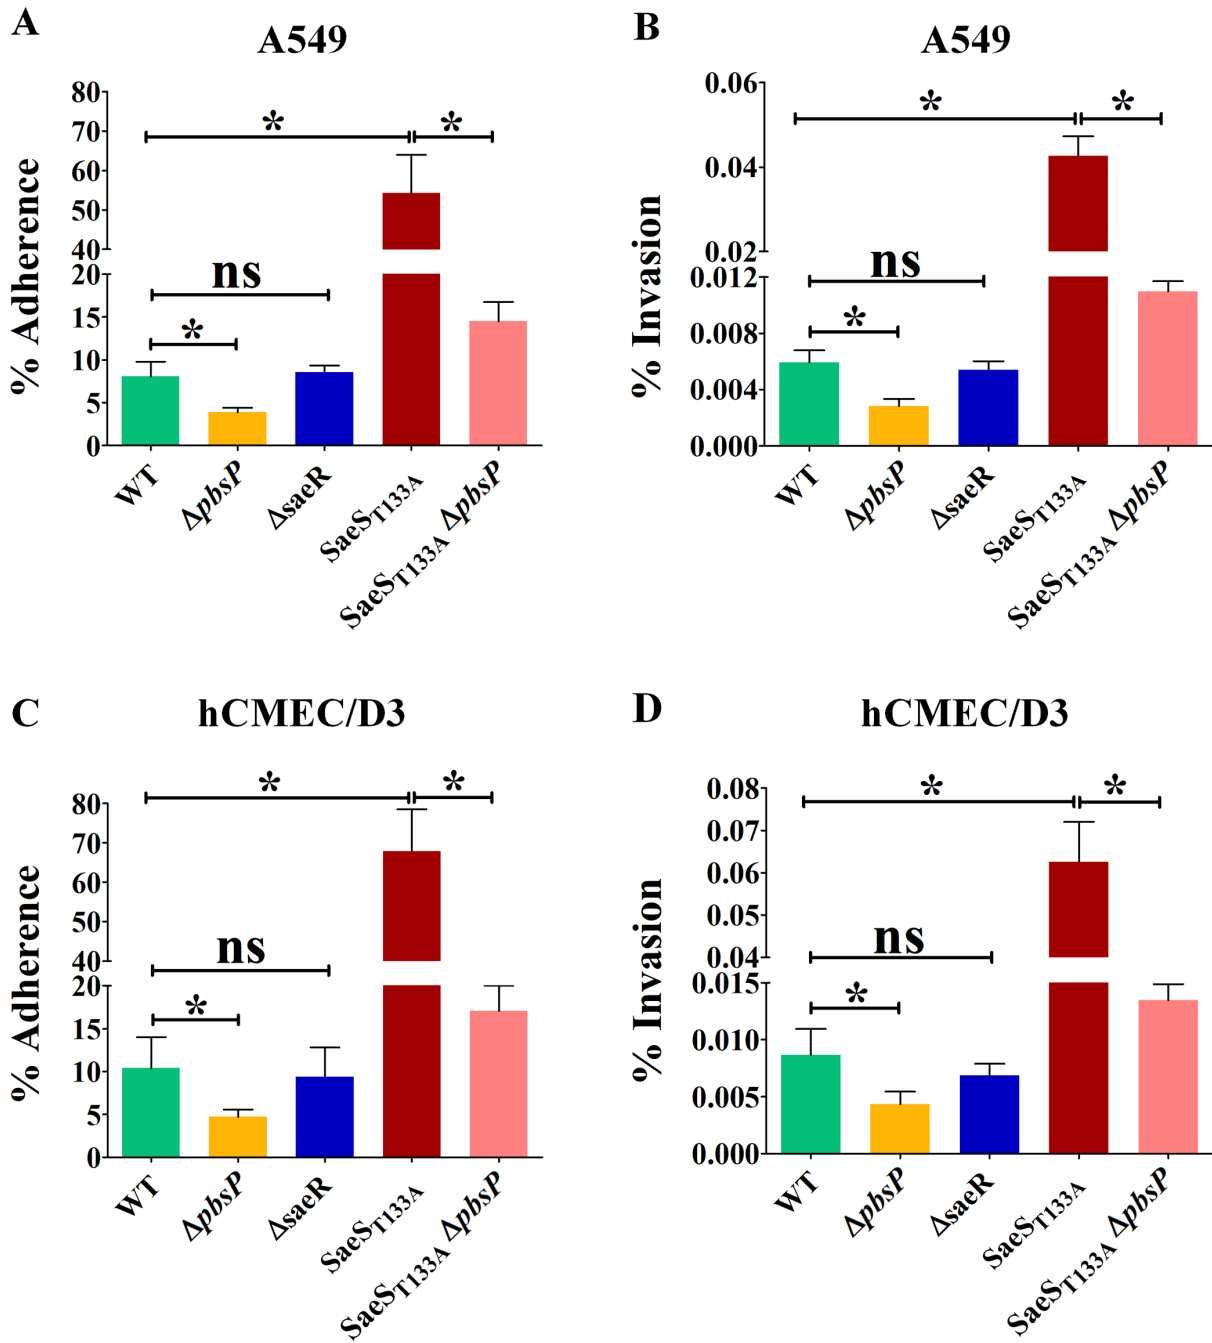 A
A549
% Adherence
80
70
60
50
40
20
15
10
5
0
*
*
ns
*
WT
ΔpbsP
ΔsaeR
SaeST133A
SaeST133A ΔpbsP
B
A549
% Invasion
0.06
0.04
0.02
0.012
0.008
0.004
0.000
*
*
ns
*
WT
ΔpbsP
ΔsaeR
SaeST133A
SaeST133A ΔpbsP
C
hCMEC/D3
% Adherence
80
70
60
50
40
20
15
10
5
0
*
*
ns
*
WT
ΔpbsP
ΔsaeR
SaeST133A
SaeST133A ΔpbsP
D
hCMEC/D3
% Invasion
0.08
0.07
0.06
0.05
0.04
0.015
0.010
0.005
0.000
*
*
ns
*
WT
ΔpbsP
ΔsaeR
SaeST133A
SaeST133A ΔpbsP